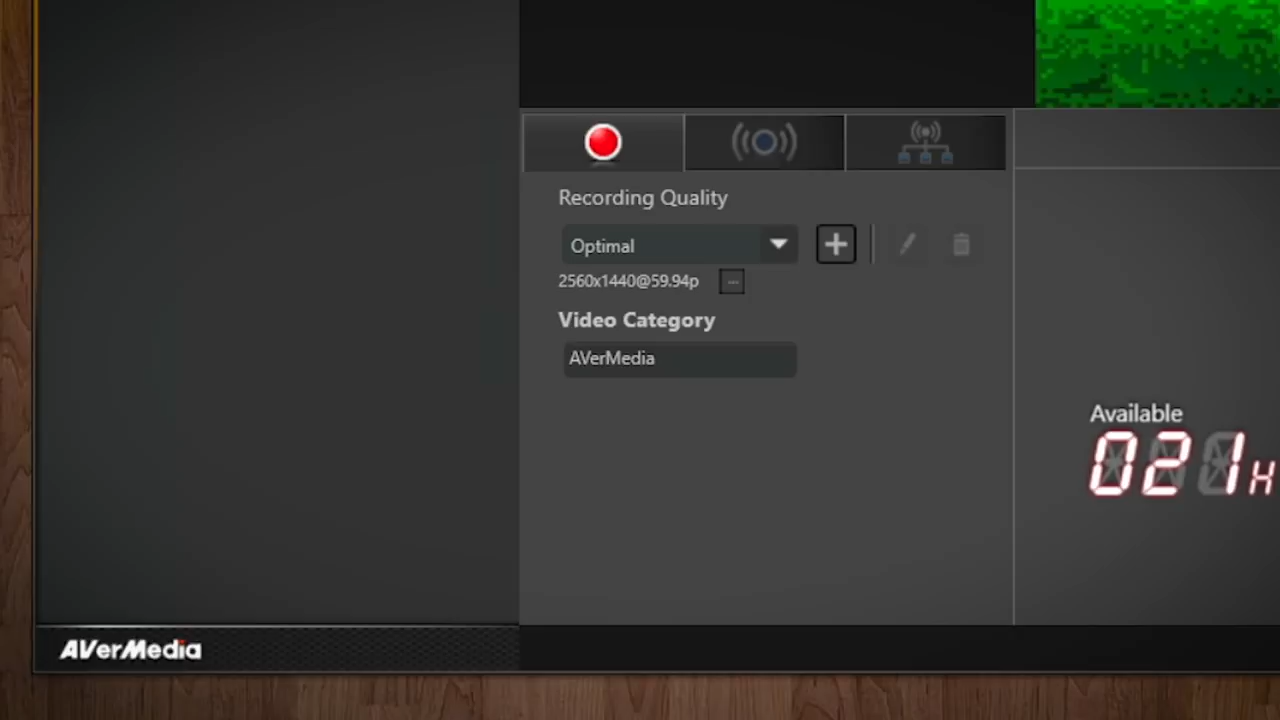 Recording Quality
Optimal
2560x1440@59.94p
Video Category
AVerMedia
Available
021H
AVerMedia